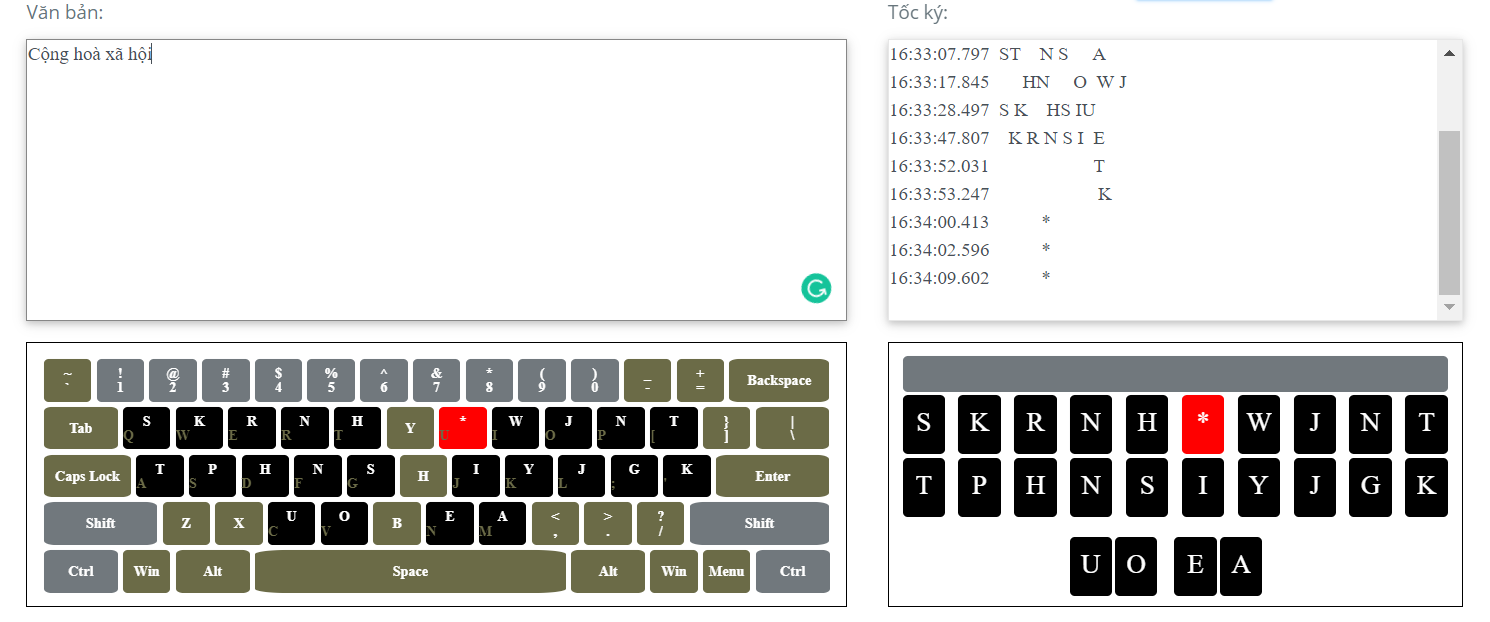 Văn bản:
Cộng hoà xã hội
Tốc ký:
16:33:07.797 ST N S A
16:33:17.845 HN O W J
16:33:28.497 S K HS IU
16:33:47.807 K R N S I E
16:33:52.031 T
16:33:53.247 K
16:34:00.413 *
16:34:02.596 *
16:34:09.602 *
~ ` ! 1 @ 2 # 3 $ 4 % 5 ^ 6 & 7 * 8 ( 9 ) 0 _ - + = Backspace
Tab S Q K W R E N R H T Y * U W I J O N P T [ } ] | \
Caps Lock T A P S H D N F S G H I J Y K J L G ; K ' Enter
Shift Z X U C O V B E N A M < , > . ? / Shift
Ctrl Win Alt Space Alt Win Menu Ctrl
S K R N H * W J N T
T P H N S I Y J G K
U O E A